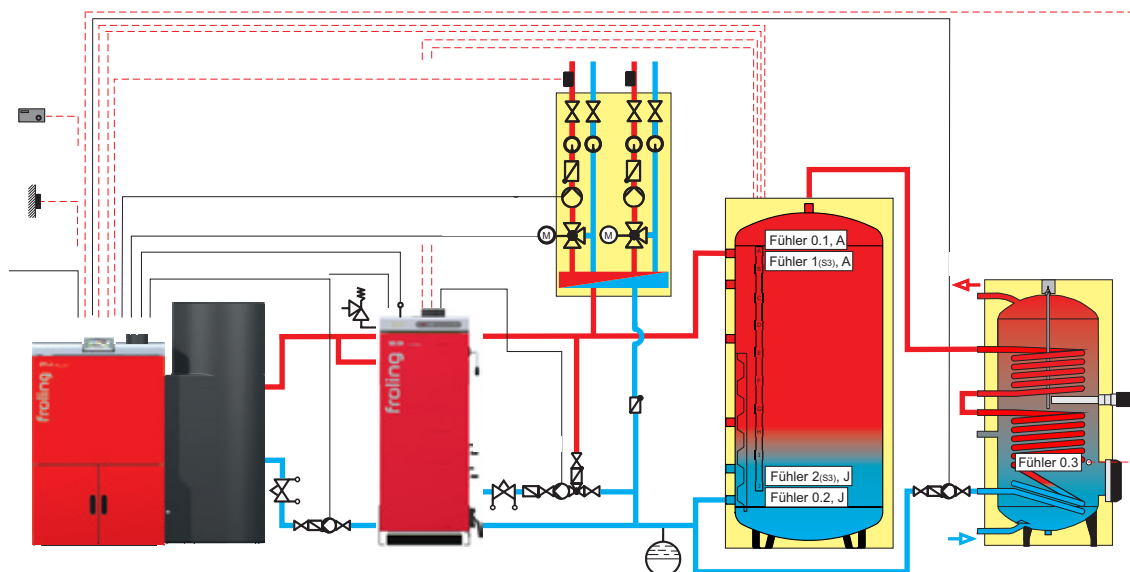 M
M
Fühler 0.1, A
Fühler 1(S3), A
froling
froling
Fühler 2(S3), J
Fühler 0.2, J
Fühler 0.3